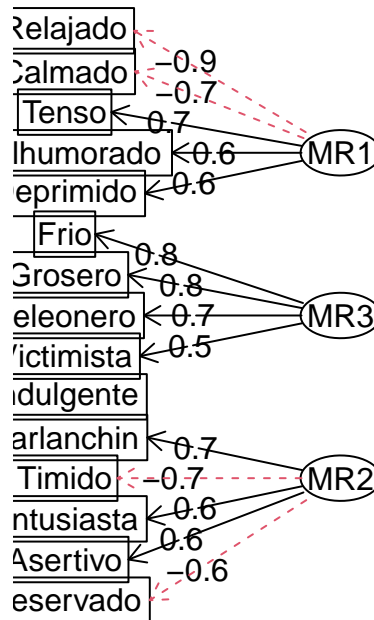 Relajado
−0.9
Calmado
−0.7
Tenso
0.7
lhumorado
0.6
MR1
eprimido
0.6
Frio
0.8
Grosero
0.8
eleonero
0.7
MR3
Victimista
0.5
ndulgente
arlanchin
0.7
Timido
−0.7
MR2
ntusiasta
0.6
Asertivo
0.6
eservado
−0.6